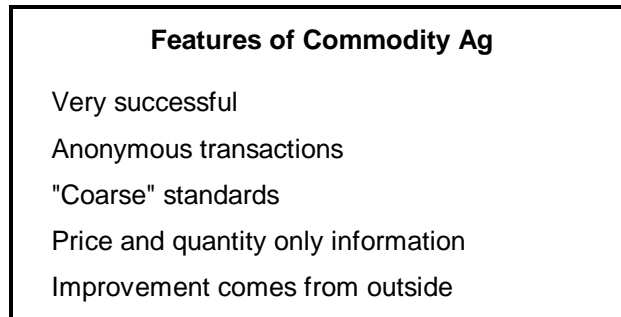 Features of Commodity Ag
Very successful
Anonymous transactions
"Coarse" standards
Price and quantity only information
Improvement comes from outside